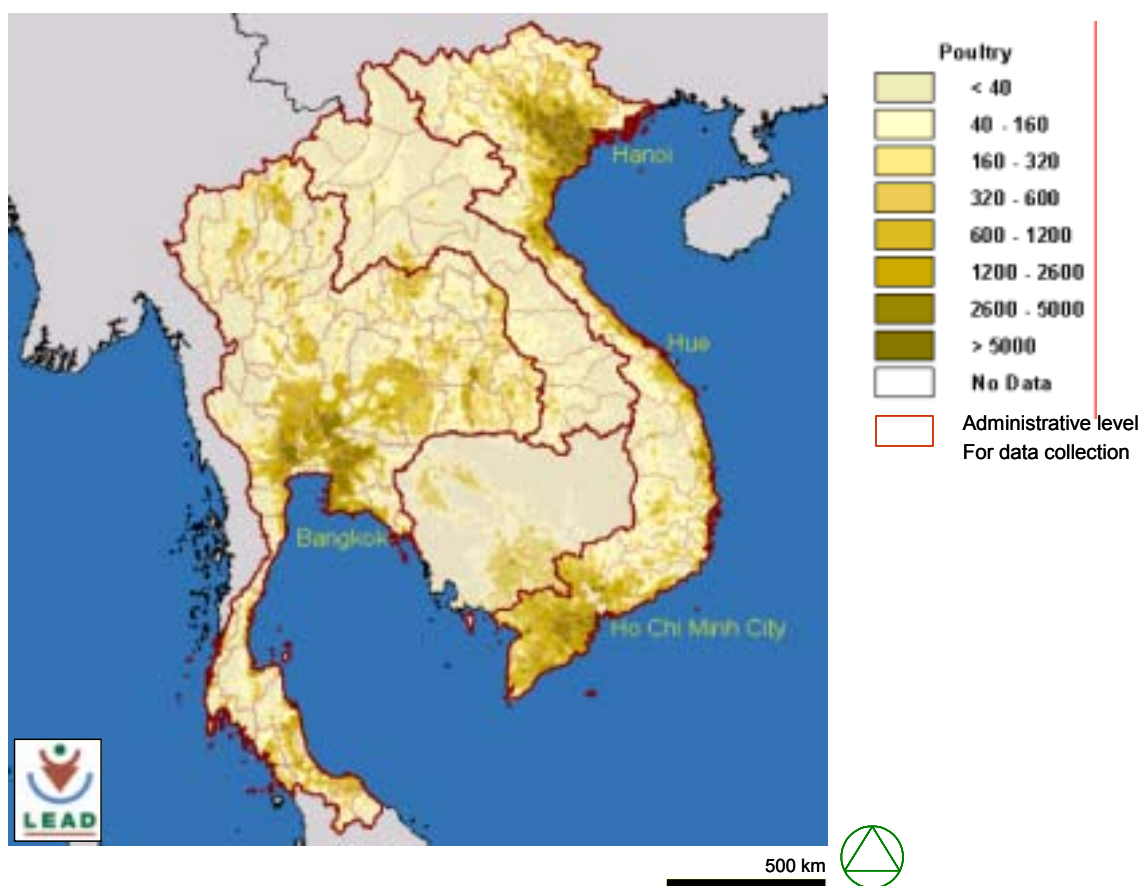 Poultry
< 40
40 - 160
160 - 320
320 - 600
600 - 1200
1200 - 2600
2600 - 5000
> 5000
No Data
Administrative level
For data collection
Hanoi
Hue
Bangkok
Ho Chi Minh City
LEAD
500 km